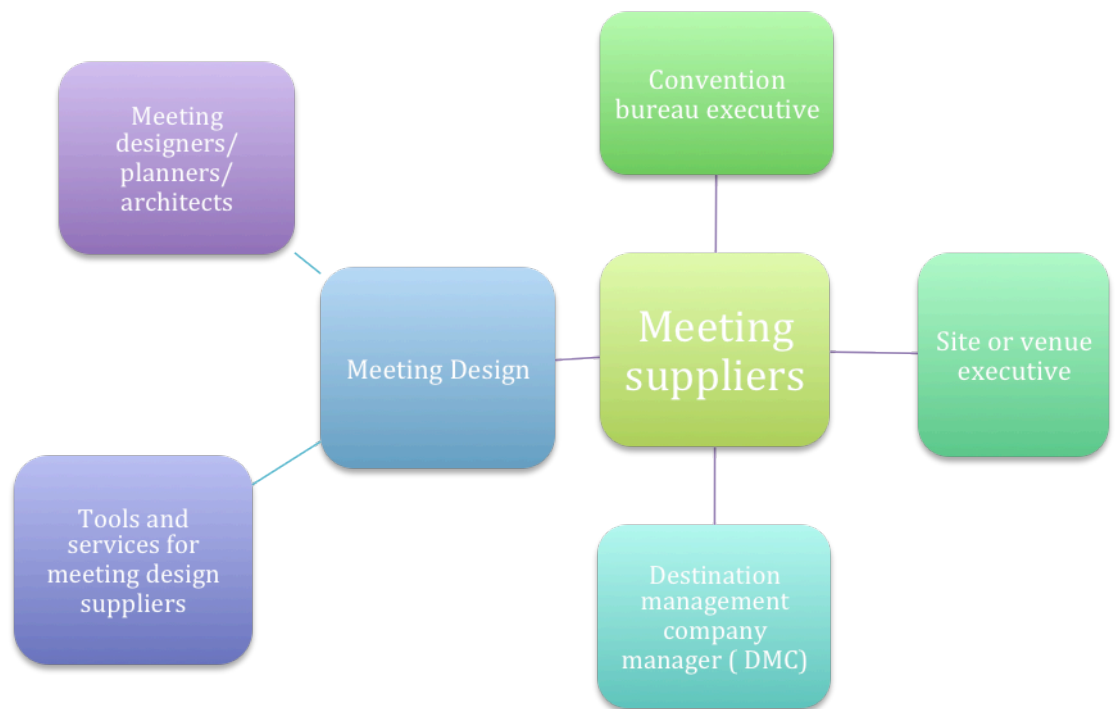 Convention
bureau executive
Meeting
designers/
planners/
architects
Meeting Design
Meeting
suppliers
Site or venue
executive
Tools and
services for
meeting design
suppliers
Destination
management
company
manager ( DMC)